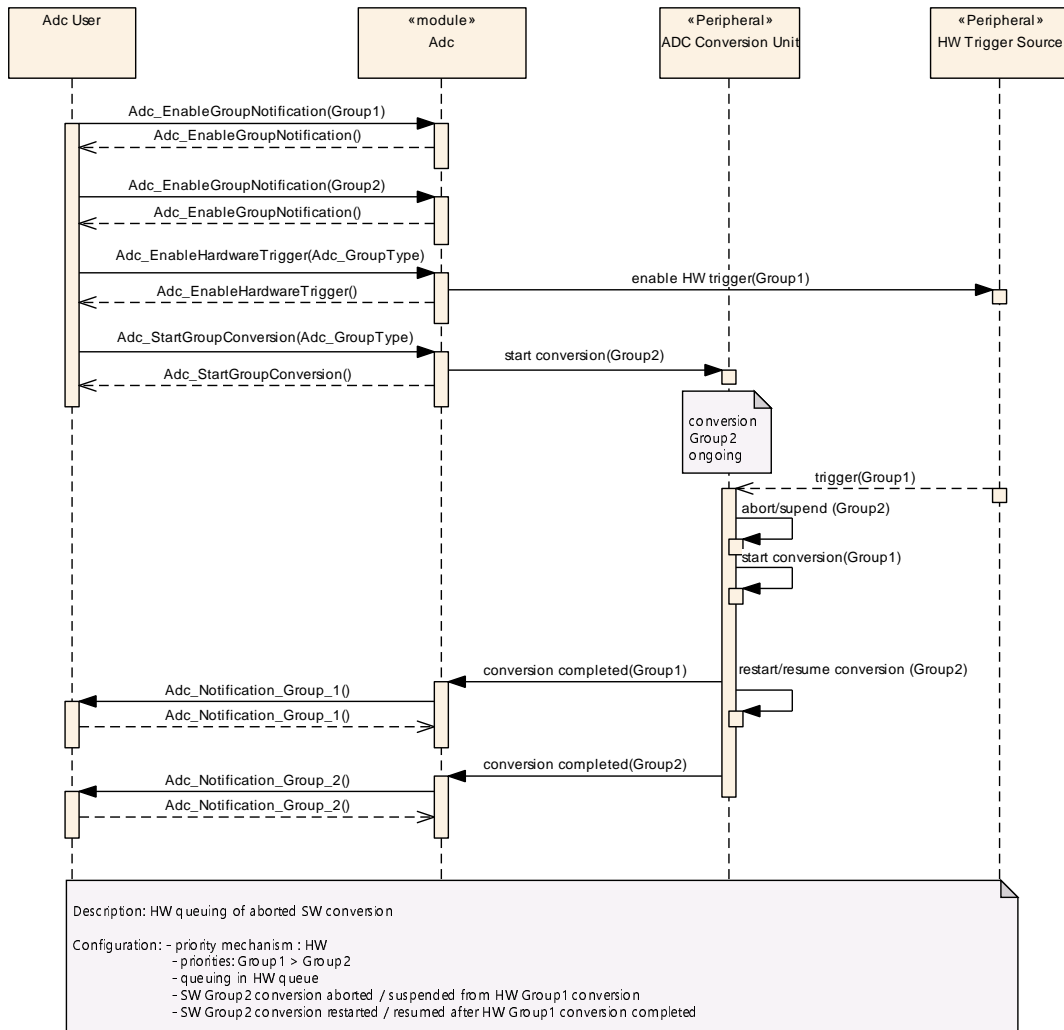 Adc User
«module»
Adc
«Peripheral»
ADC Conversion Unit
«Peripheral»
HW Trigger Source
Adc_EnableGroupNotification(Group1)
Adc_EnableGroupNotification()
Adc_EnableGroupNotification(Group2)
Adc_EnableGroupNotification()
Adc_EnableHardwareTrigger(Adc_GroupType)
enable HW trigger(Group1)
Adc_EnableHardwareTrigger()
Adc_StartGroupConversion(Adc_GroupType)
start conversion(Group2)
Adc_StartGroupConversion()
conversion
Group2
ongoing
trigger(Group1)
abort/supend (Group2)
start conversion(Group1)
conversion completed(Group1)
restart/resume conversion (Group2)
Adc_Notification_Group_1()
Adc_Notification_Group_1()
conversion completed(Group2)
Adc_Notification_Group_2()
Adc_Notification_Group_2()
Description: HW queuing of aborted SW conversion
Configuration: - priority mechanism : HW
- priorities: Group1 > Group2
- queuing in HW queue
- SW Group2 conversion aborted / suspended from HW Group1 conversion
- SW Group2 conversion restarted / resumed after HW Group1 conversion completed